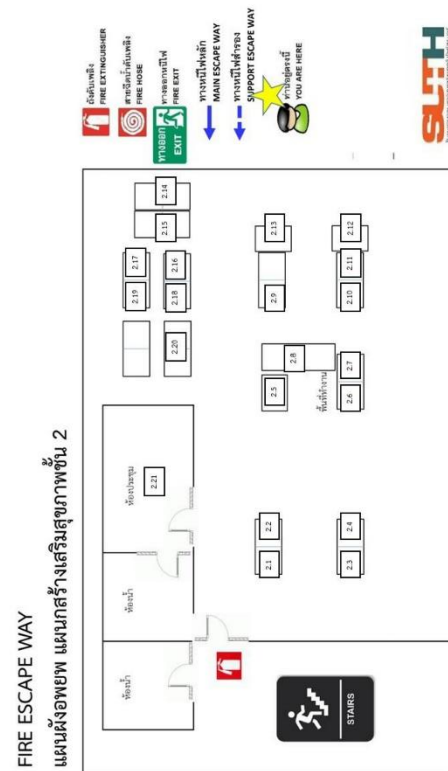 FIRE ESCAPE WAY
แผนผังอพยพ แผนกสร้างเสริมสุขภาพชั้น 2
ห้องน้ำ
ห้องน้ำ
ห้องประชุม
2.21
2.20
2.19
2.17
2.18
2.16
2.15
2.14
2.1
2.2
2.5
2.8
2.9
2.13
พื้นที่ทำงาน
2.3
2.4
2.6
2.7
2.10
2.11
2.12
STAIRS
ถังดับเพลิง
FIRE EXTINGUISHER
สายฉีดน้ำดับเพลิง
FIRE HOSE
ทางออก
EXIT
ทางออกหนีไฟ
FIRE EXIT
ทางหนีไฟหลัก
MAIN ESCAPE WAY
ทางหนีไฟสำรอง
SUPPORT ESCAPE WAY
ท่านอยู่ตรงนี้
YOU ARE HERE
SUTH